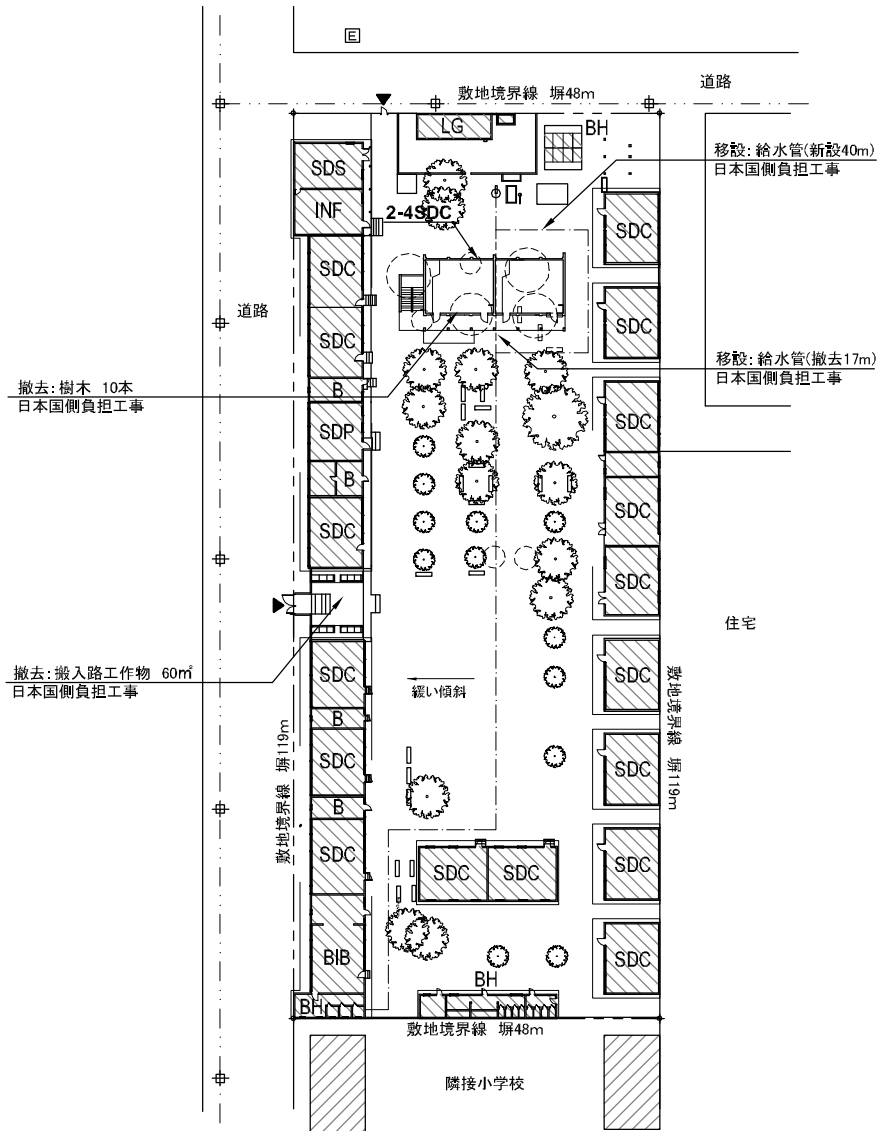 E
道路
敷地境界線 塀48m
LG
BH
移設:給水管(新設40m)
日本国側負担工事
SDS
INF
2-4SDC
SDC
SDC
道路
SDC
SDC
移設:給水管(撤去17m)
日本国側負担工事
撤去:樹木 10本
日本国側負担工事
B
SDC
SDP
B
SDC
SDC
SDC
住宅
撤去:搬入路工作物 60㎡
日本国側負担工事
SDC
SDC
緩い傾斜
敷地境界線 塀119m
B
SDC
SDC
敷地境界線 塀119m
B
SDC
SDC
SDC
SDC
BIB
SDC
BH
BH
敷地境界線 塀48m
隣接小学校